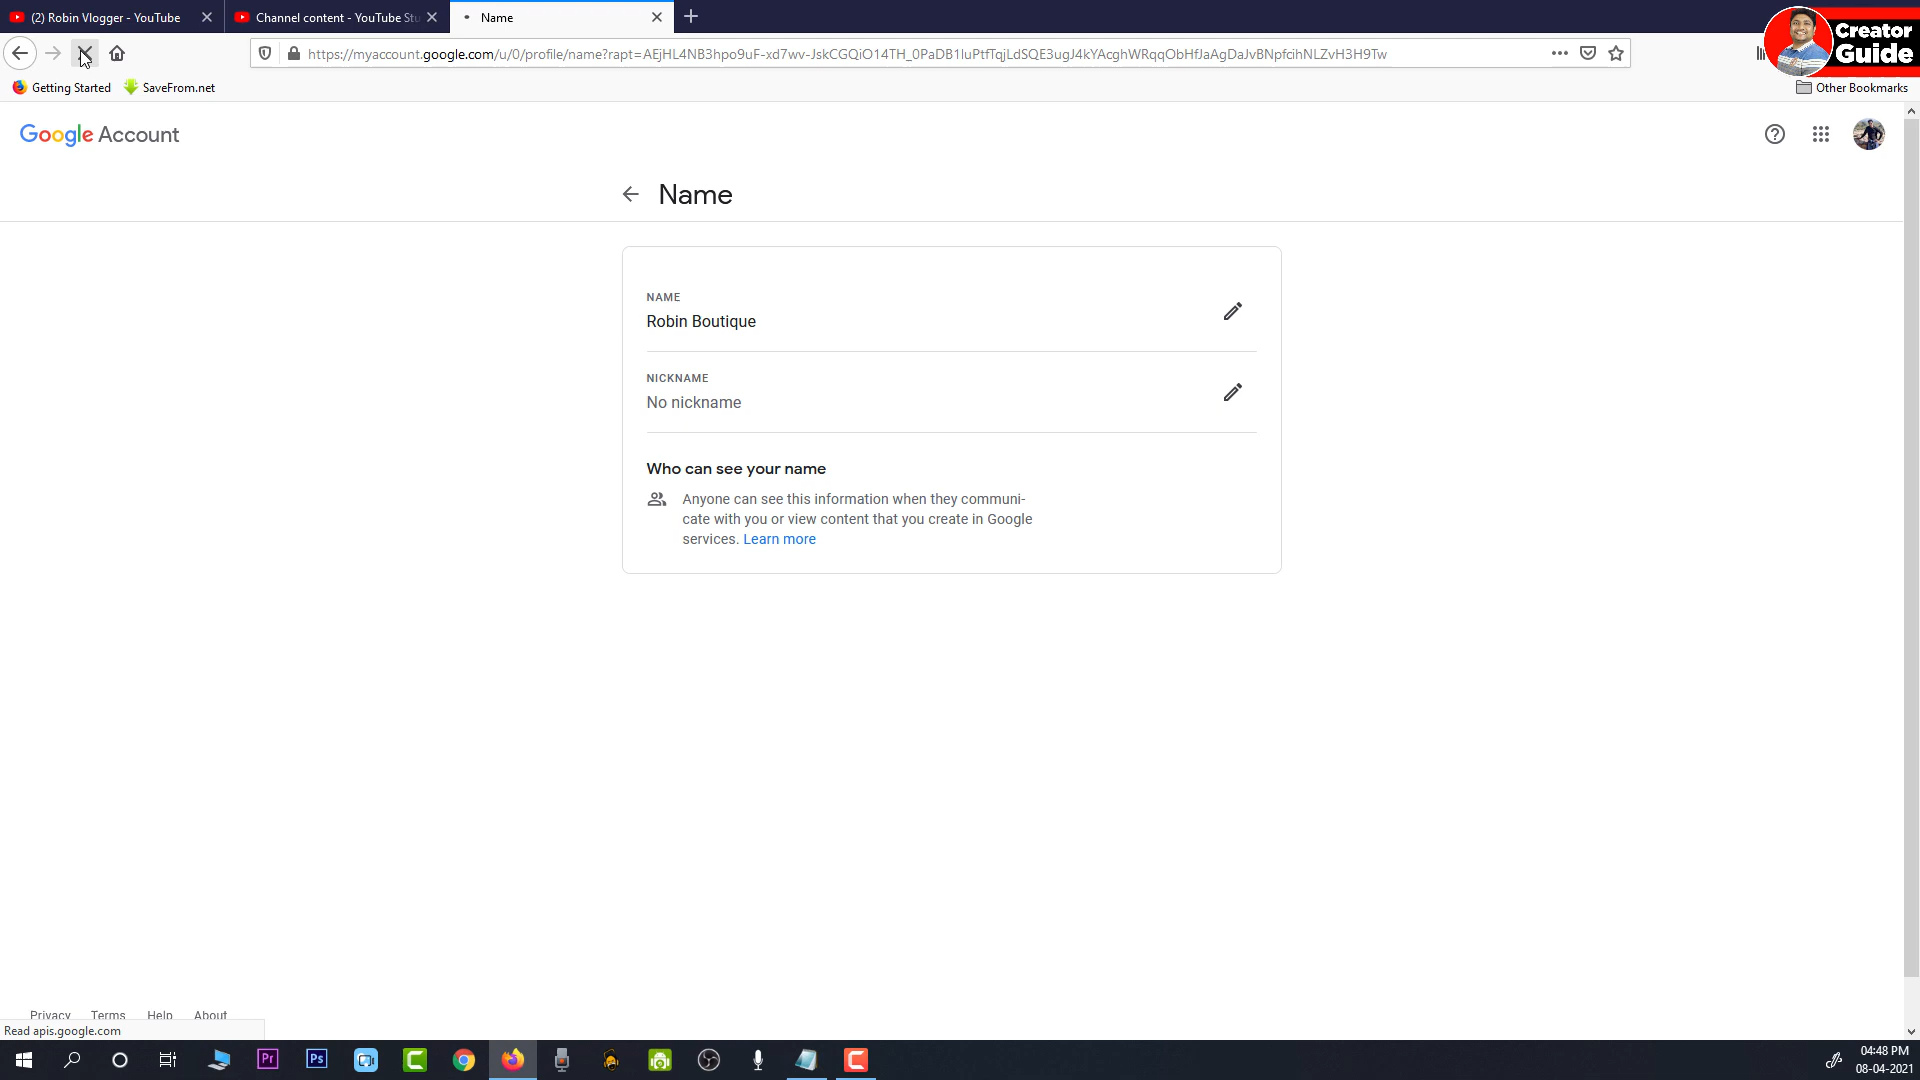 (2) Robin Vlogger - YouTube
Channel content - YouTube Stu
Name
https://myaccount.google.com/u/0/profile/name?rapt=AEjHL4NB3hpo9uF-xd7wv-JskCGQiO14TH_0PaDB1luPtfTqjLdSQE3ugJ4kYAcghWRqqObHfJaAgDaJvBNpfcihNLZvH3H9Tw
Creator
Guide
Getting Started
SaveFrom.net
Other Bookmarks
Google Account
Name
NAME
Robin Boutique
NICKNAME
No nickname
Who can see your name
Anyone can see this information when they communi-
cate with you or view content that you create in Google
services. Learn more
Privacy
Terms
Help
About
Read apis.google.com
Pr
Ps
04:48 PM
08-04-2021